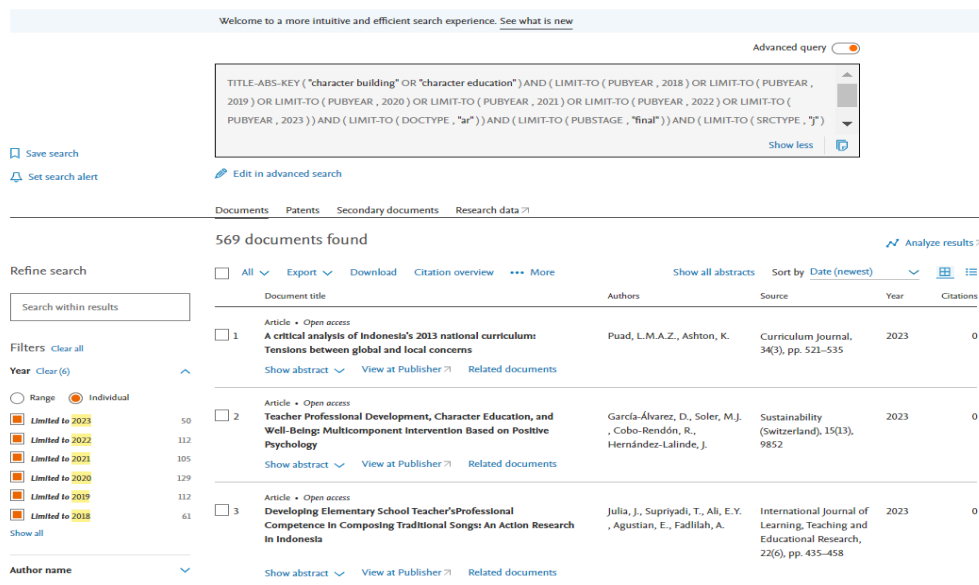 Welcome to a more intuitive and efficient search experience. See what is new
Advanced query
TITLE-ABS-KEY ( "character building" OR "character education" ) AND ( LIMIT-TO ( PUBYEAR , 2018 ) OR LIMIT-TO ( PUBYEAR ,
2019 ) OR LIMIT-TO ( PUBYEAR , 2020 ) OR LIMIT-TO ( PUBYEAR , 2021 ) OR LIMIT-TO ( PUBYEAR , 2022 ) OR LIMIT-TO (
PUBYEAR , 2023 ) ) AND ( LIMIT-TO ( DOCTYPE , "ar" ) ) AND ( LIMIT-TO ( PUBSTAGE , "final" ) ) AND ( LIMIT-TO ( SRCTYPE , "j" )
Show less
Save search
Set search alert
Edit in advanced search
Documents Patents Secondary documents Research data
569 documents found
Analyze results
Refine search
All Export Download Citation overview ••• More Show all abstracts Sort by Date (newest)
Document title Authors Source Year Citations
Search within results
Filters Clear all
Year Clear (6)
Range Individual
Limited to 2023 50
Limited to 2022 112
Limited to 2021 105
Limited to 2020 129
Limited to 2019 112
Limited to 2018 61
Show all
Author name
Article • Open access
1 A critical analysis of Indonesia's 2013 national curriculum: Puad, L.M.A.Z., Ashton, K. Curriculum Journal, 2023 0
Tensions between global and local concerns 34(3), pp. 521–535
Show abstract View at Publisher Related documents
Article • Open access
2 Teacher Professional Development, Character Education, and García-Álvarez, D., Soler, M.J. Sustainability 2023 0
Well-Being: Multicomponent Intervention Based on Positive , Cobo-Rendón, R., (Switzerland), 15(13),
Psychology Hernández-Lalinde, J. 9852
Show abstract View at Publisher Related documents
Article • Open access
3 Developing Elementary School Teacher'sProfessional Julia, J., Supriyadi, T., Ali, E.Y. International Journal of 2023 0
Competence in Composing Traditional Songs: An Action Research , Agustian, E., Fadlilah, A. Learning, Teaching and
in Indonesia Educational Research,
22(6), pp. 435–458
Show abstract View at Publisher Related documents